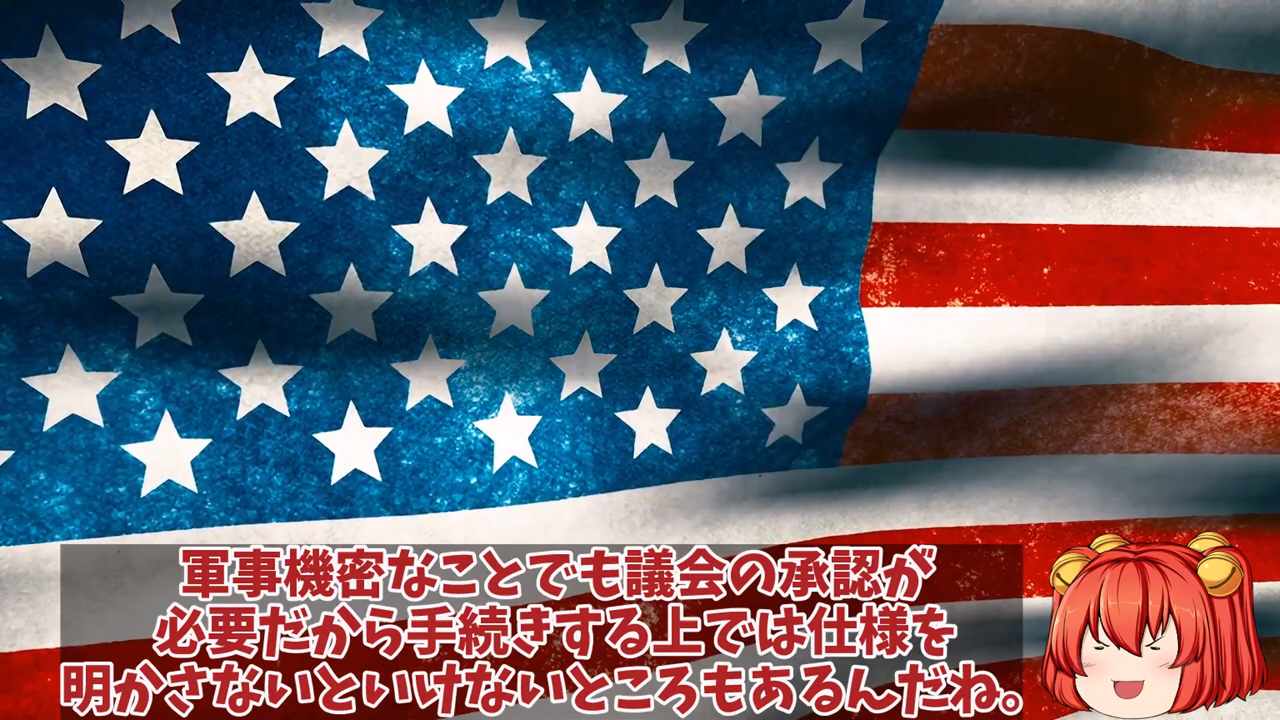 軍事機密なことでも議会の承認が
必要だから手続きする上では仕様を
明かさないといけないところもあるんだね。